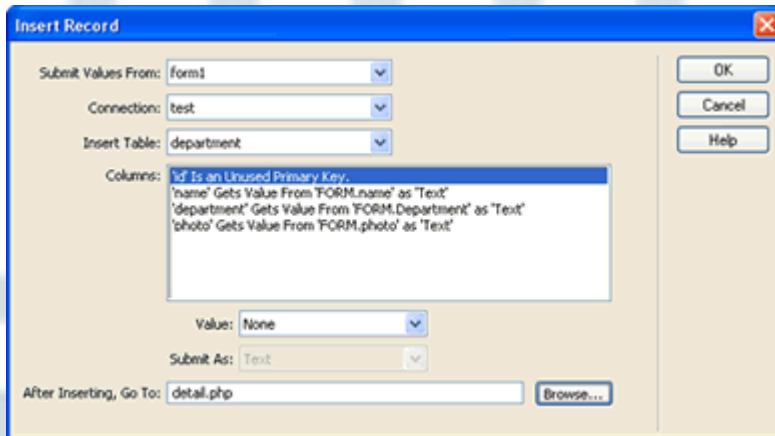 Insert Record
Submit Values From: form1
OK
Connection: test
Cancel
Insert Table: department
Help
Columns: 'id' Is an Unused Primary Key.
'name' Gets Value From 'FORM.name' as 'Text'
'department' Gets Value From 'FORM.Department' as 'Text'
'photo' Gets Value From 'FORM.photo' as 'Text'
Value: None
Submit As: Text
After Inserting, Go To: detail.php Browse...